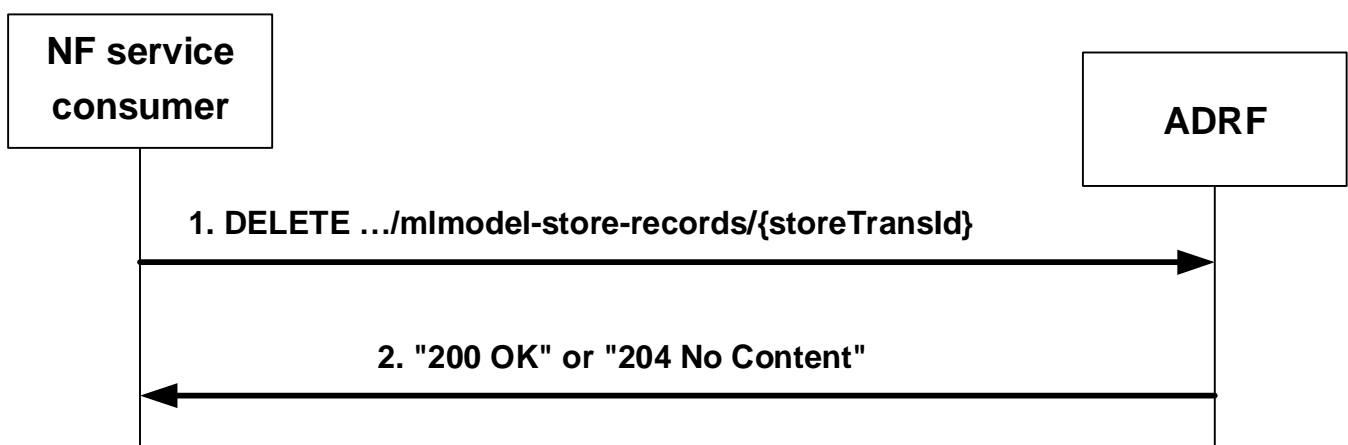 NF service
consumer
ADRF
1. DELETE …/mlmodel-store-records/{storeTransId}
2. "200 OK" or "204 No Content"